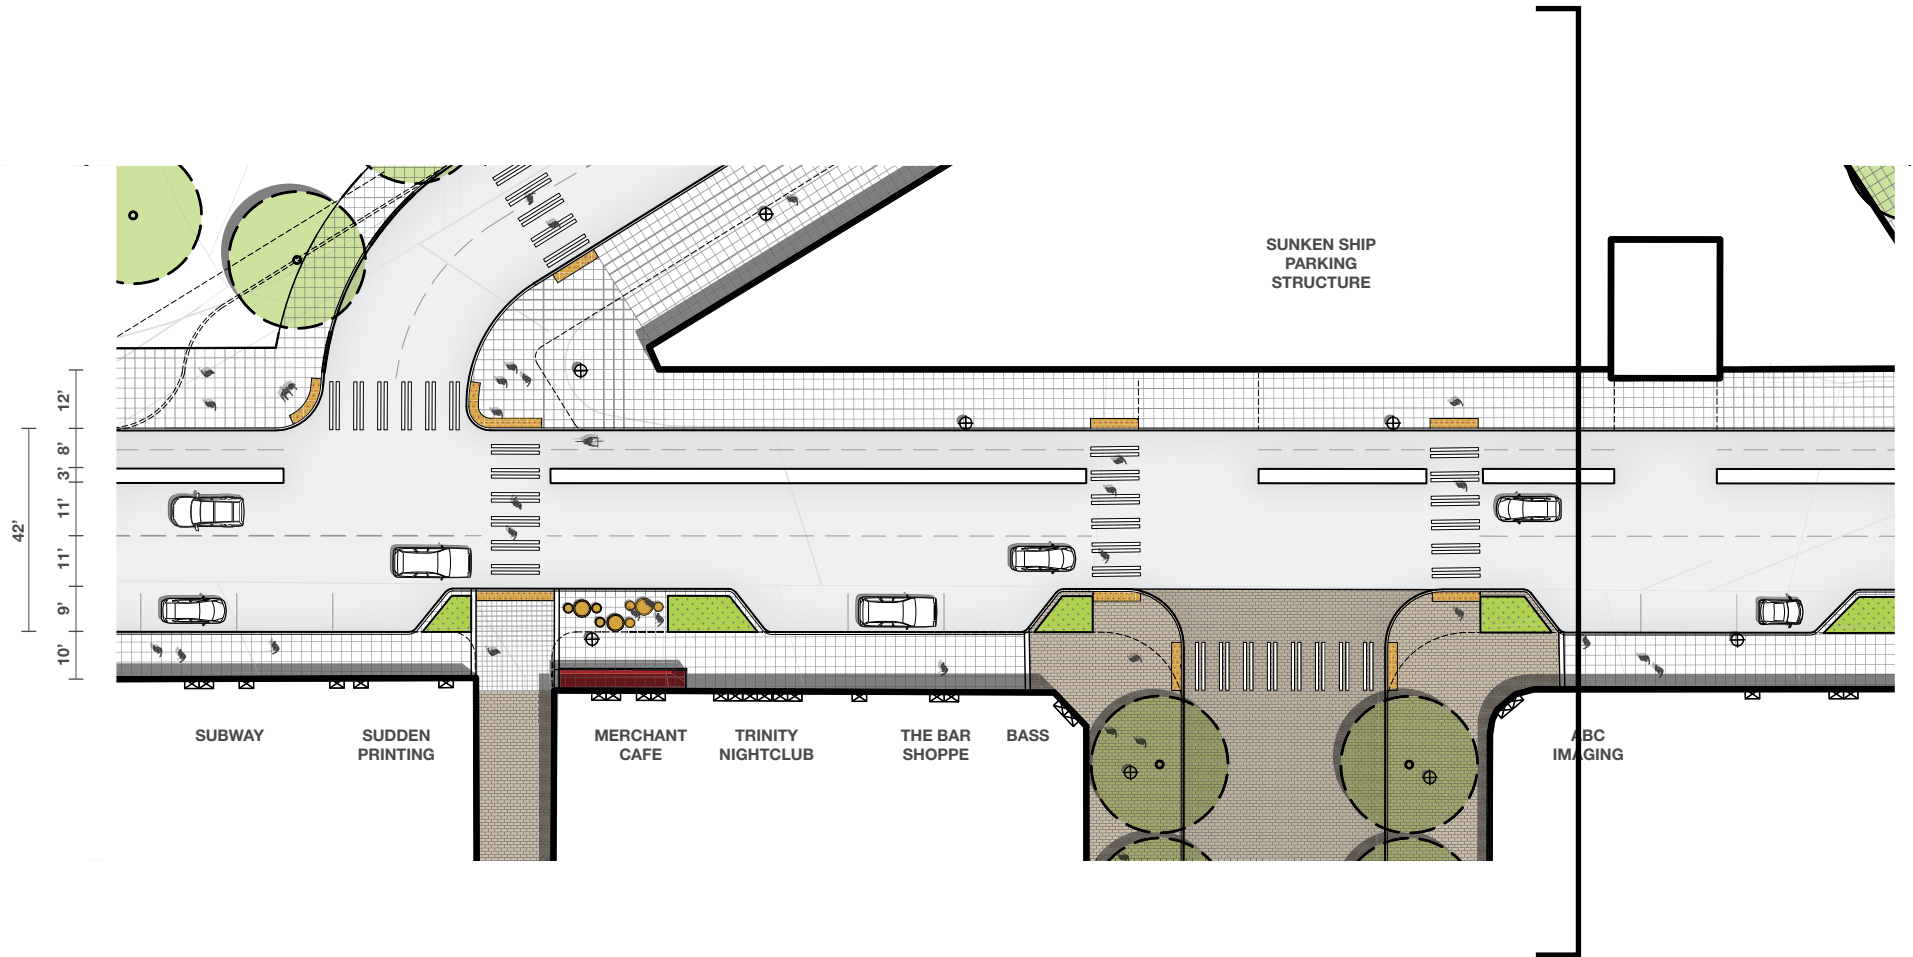 SUNKEN SHIP
PARKING
STRUCTURE
12'
8'
3'
11'
42'
11'
9'
10'
SUBWAY
SUDDEN
PRINTING
MERCHANT
CAFE
TRINITY
NIGHTCLUB
THE BAR
SHOPPE
BASS
ABC
IMAGING